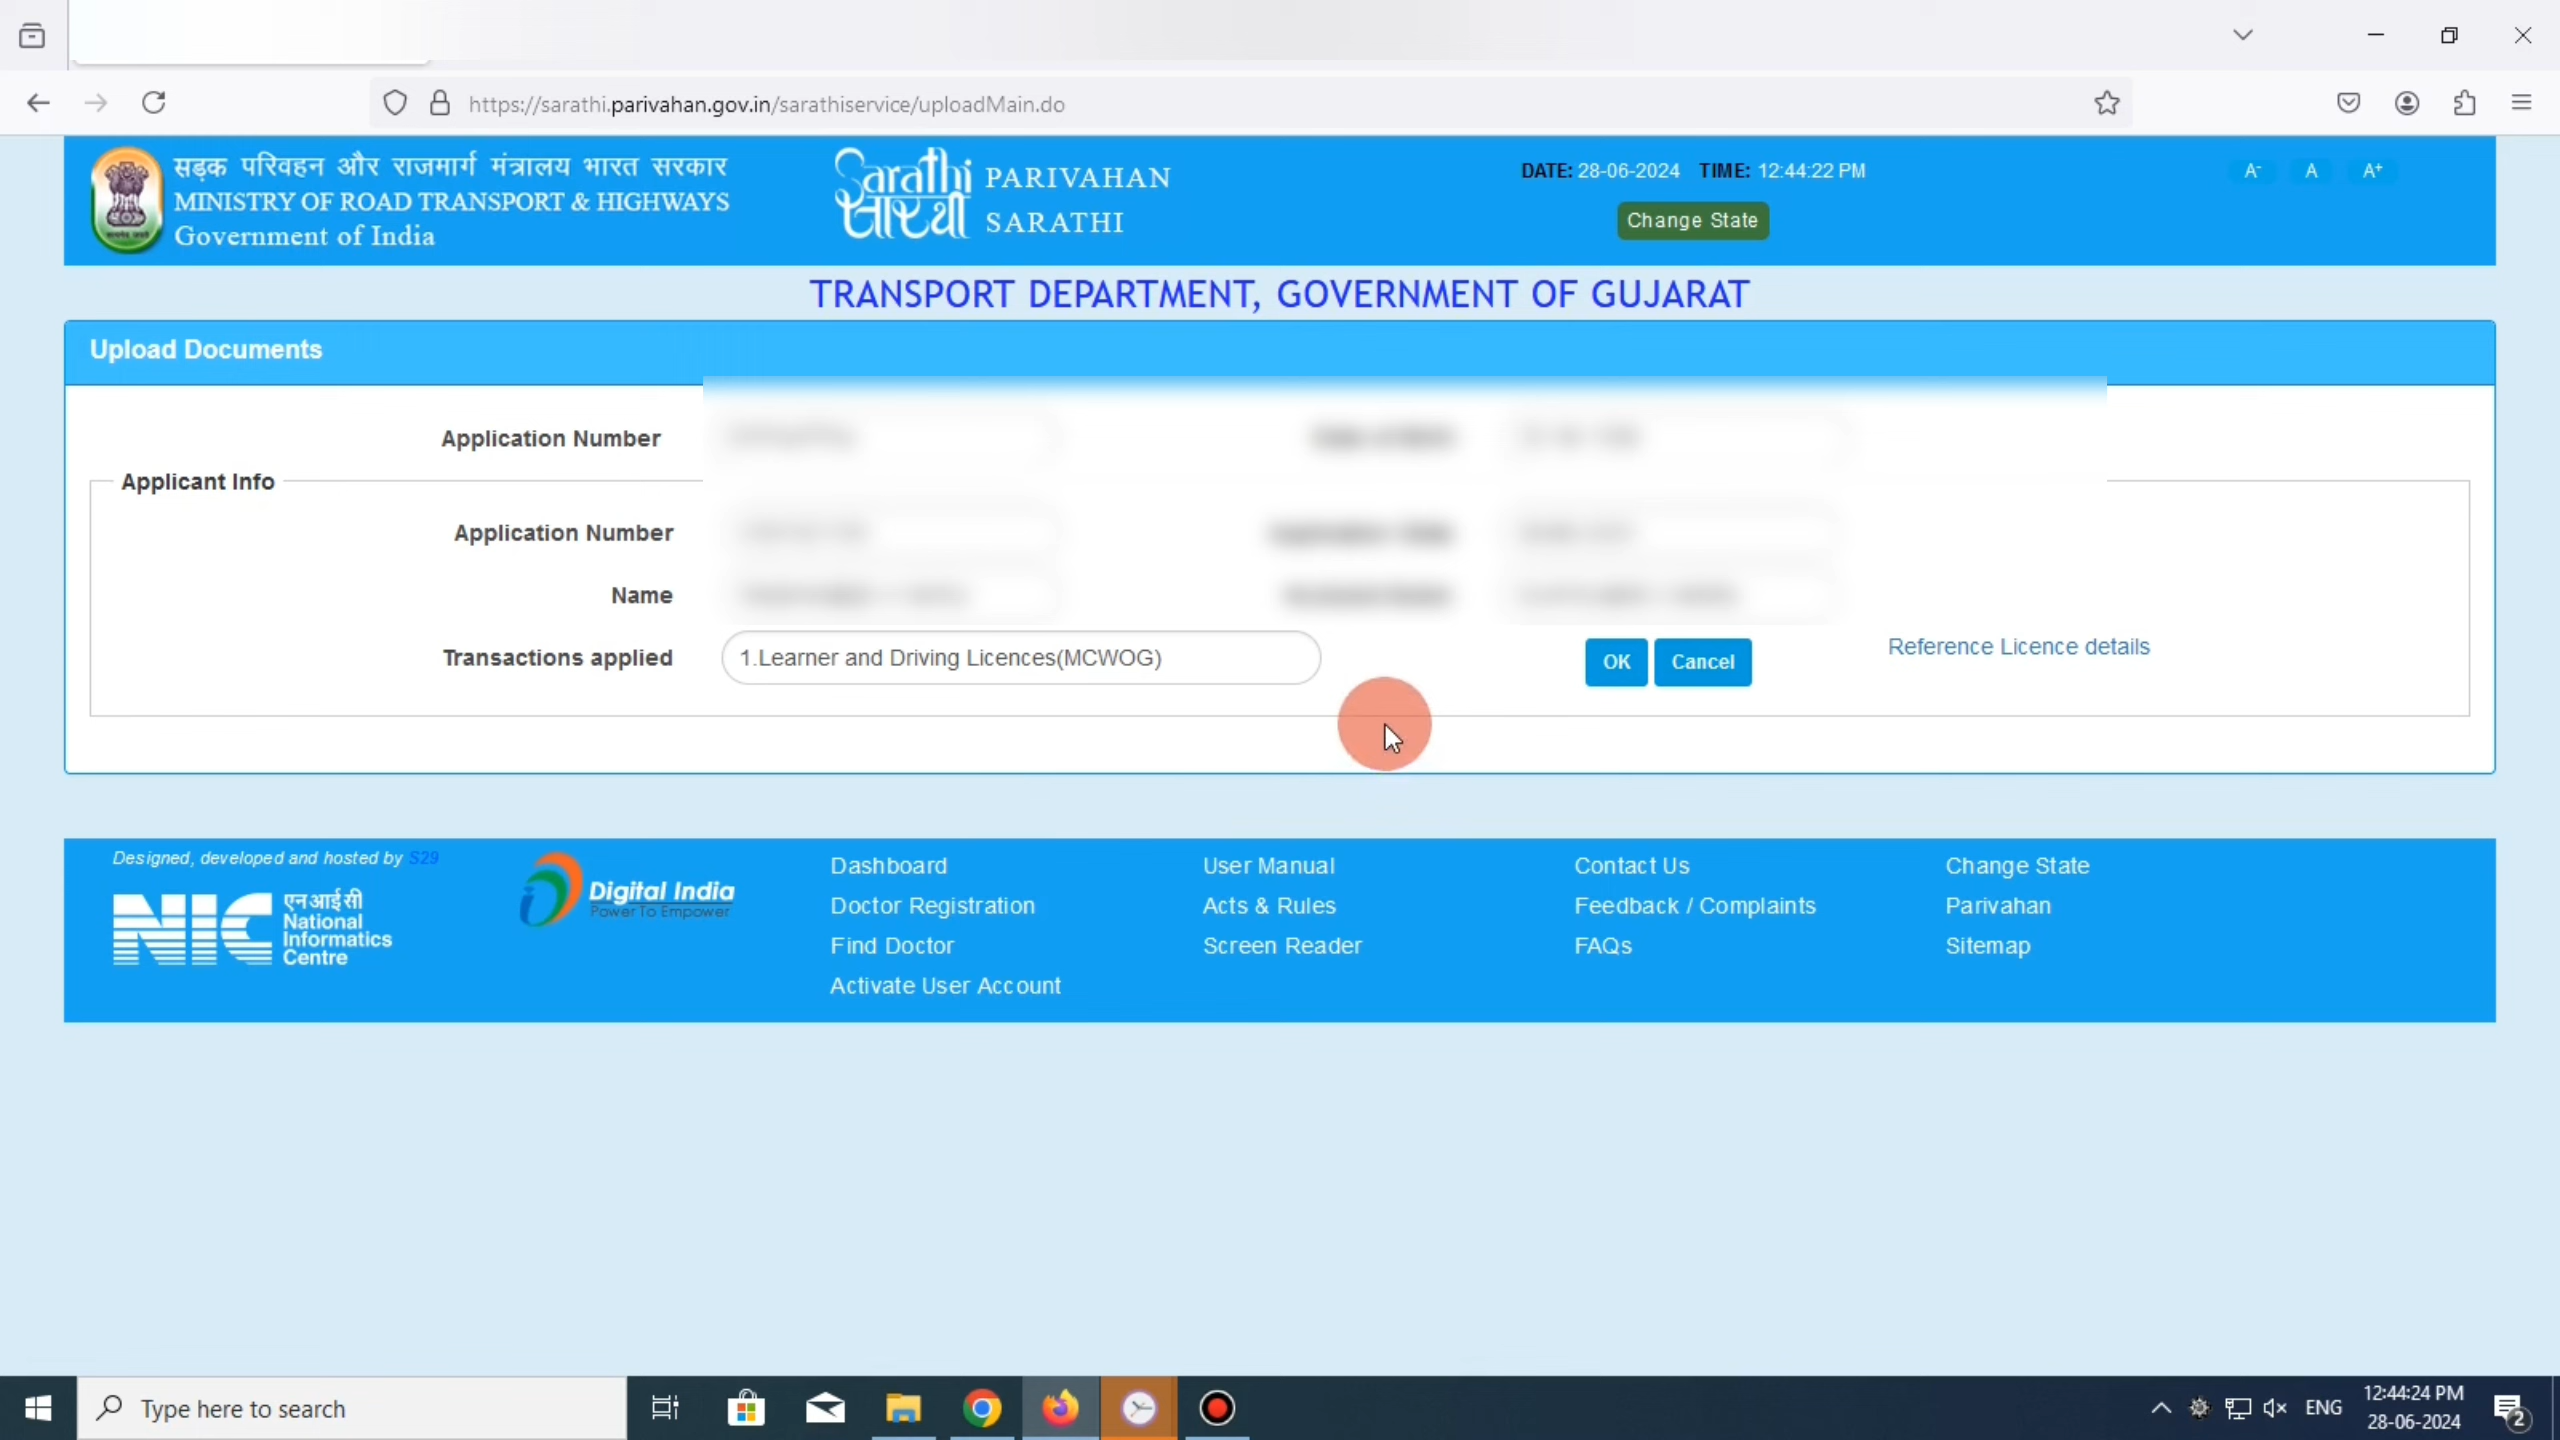 https://sarathi.parivahan.gov.in/sarathiservice/uploadMain.do
सड़क परिवहन और राजमार्ग मंत्रालय भारत सरकार
MINISTRY OF ROAD TRANSPORT & HIGHWAYS
Government of India
Sarathi
सारथी
PARIVAHAN
SARATHI
DATE: 28-06-2024 TIME: 12:44:22 PM
Change State
A- A A+
TRANSPORT DEPARTMENT, GOVERNMENT OF GUJARAT
Upload Documents
Application Number
Applicant Info
Application Number
Name
Transactions applied 1.Learner and Driving Licences(MCWOG) OK Cancel Reference Licence details
Designed, developed and hosted by S29
NIC
एनआईसी
National
Informatics
Centre
Digital India
Power To Empower
Dashboard
Doctor Registration
Find Doctor
Activate User Account
User Manual
Acts & Rules
Screen Reader
Contact Us
Feedback / Complaints
FAQs
Change State
Parivahan
Sitemap
Type here to search
ENG
12:44:24 PM
28-06-2024
2